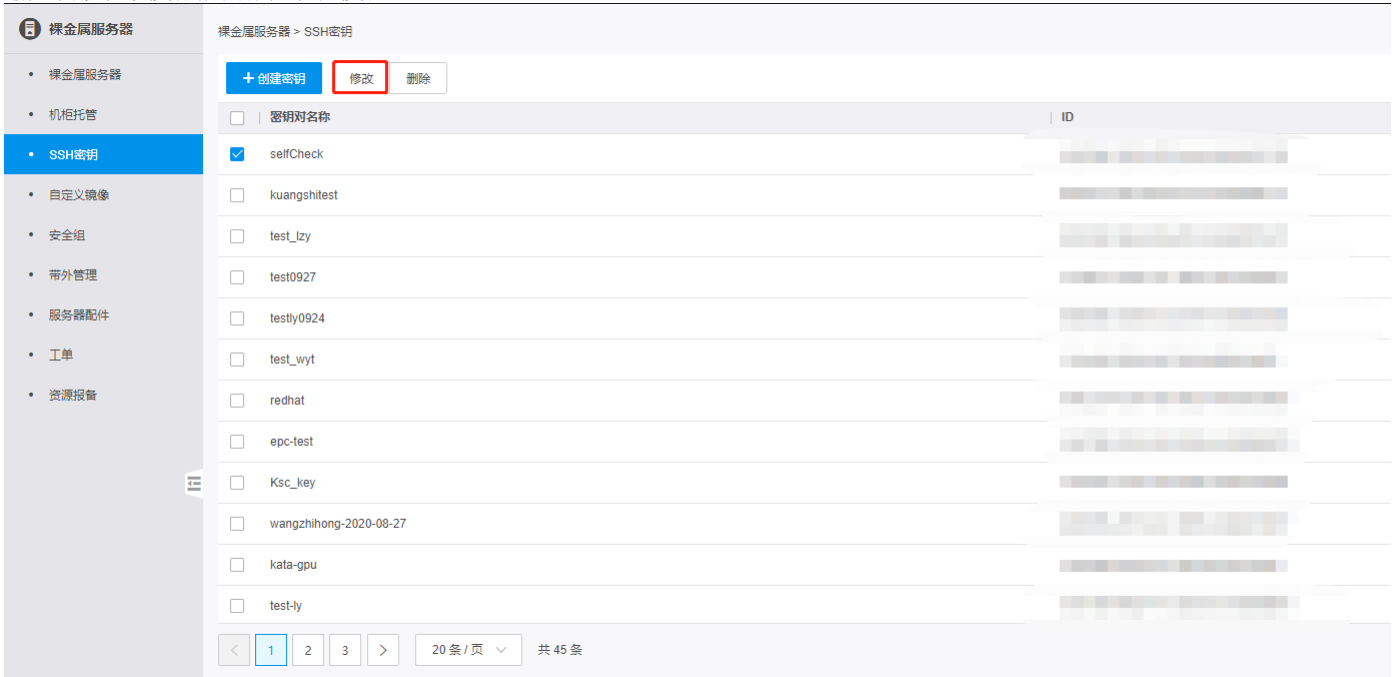 裸金属服务器
裸金属服务器 > SSH密钥
裸金属服务器
机柜托管
SSH密钥
自定义镜像
安全组
带外管理
服务器配件
工单
资源报备
+ 创建密钥 修改 删除
密钥对名称 ID
selfCheck
kuangshitest
test_lzy
test0927
testly0924
test_wyt
redhat
epc-test
Ksc_key
wangzhihong-2020-08-27
kata-gpu
test-ly
< 1 2 3 > 20 条 / 页 共 45 条